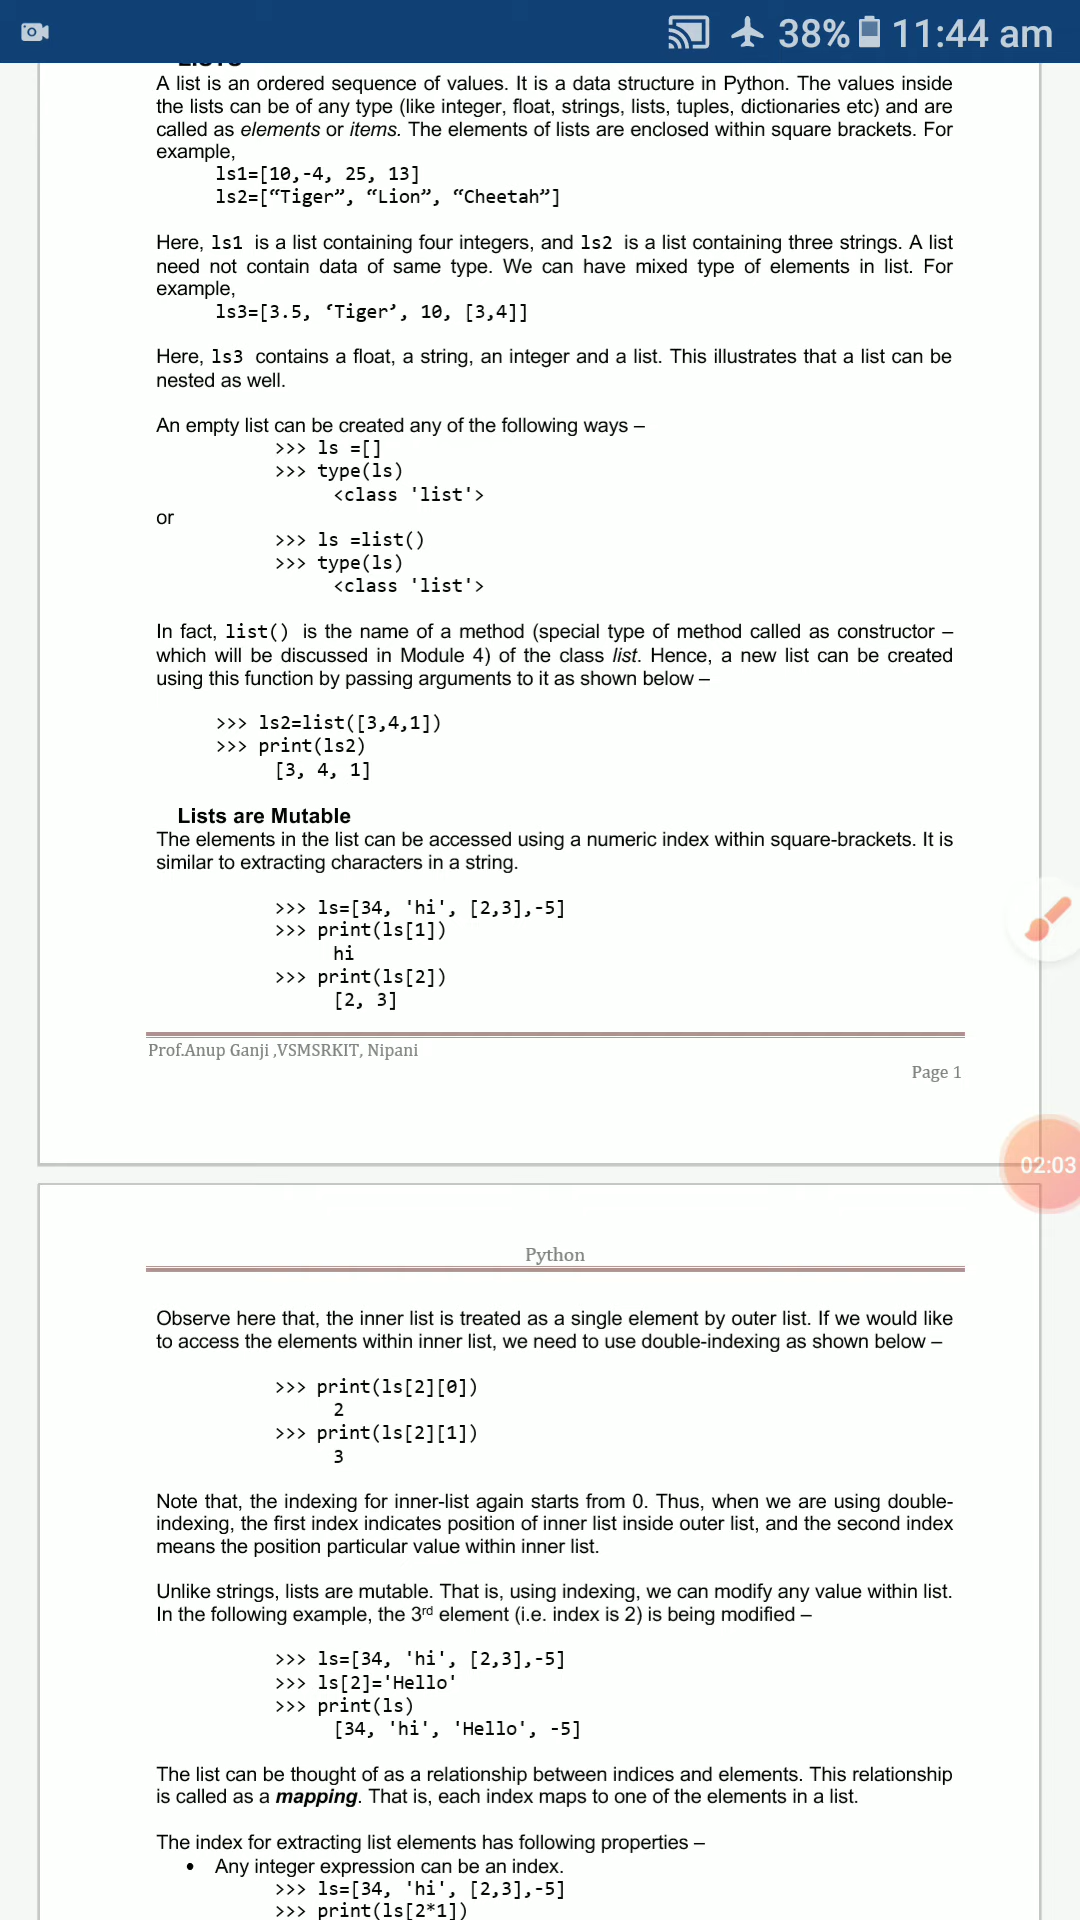 38% 11:44 am
LISTS
A list is an ordered sequence of values. It is a data structure in Python. The values inside
the lists can be of any type (like integer, float, strings, lists, tuples, dictionaries etc) and are
called as elements or items. The elements of lists are enclosed within square brackets. For
example,
ls1=[10,-4, 25, 13]
ls2=[“Tiger”, “Lion”, “Cheetah”]
Here, ls1 is a list containing four integers, and ls2 is a list containing three strings. A list
need not contain data of same type. We can have mixed type of elements in list. For
example,
ls3=[3.5, ‘Tiger’, 10, [3,4]]
Here, ls3 contains a float, a string, an integer and a list. This illustrates that a list can be
nested as well.
An empty list can be created any of the following ways –
>>> ls =[]
>>> type(ls)
<class 'list'>
or
>>> ls =list()
>>> type(ls)
<class 'list'>
In fact, list() is the name of a method (special type of method called as constructor –
which will be discussed in Module 4) of the class list. Hence, a new list can be created
using this function by passing arguments to it as shown below –
>>> ls2=list([3,4,1])
>>> print(ls2)
[3, 4, 1]
Lists are Mutable
The elements in the list can be accessed using a numeric index within square-brackets. It is
similar to extracting characters in a string.
>>> ls=[34, 'hi', [2,3],-5]
>>> print(ls[1])
hi
>>> print(ls[2])
[2, 3]
Prof.Anup Ganji ,VSMSRKIT, Nipani
Page 1
02:03
Python
Observe here that, the inner list is treated as a single element by outer list. If we would like
to access the elements within inner list, we need to use double-indexing as shown below –
>>> print(ls[2][0])
2
>>> print(ls[2][1])
3
Note that, the indexing for inner-list again starts from 0. Thus, when we are using double-
indexing, the first index indicates position of inner list inside outer list, and the second index
means the position particular value within inner list.
Unlike strings, lists are mutable. That is, using indexing, we can modify any value within list.
In the following example, the 3rd element (i.e. index is 2) is being modified –
>>> ls=[34, 'hi', [2,3],-5]
>>> ls[2]='Hello'
>>> print(ls)
[34, 'hi', 'Hello', -5]
The list can be thought of as a relationship between indices and elements. This relationship
is called as a mapping. That is, each index maps to one of the elements in a list.
The index for extracting list elements has following properties –
• Any integer expression can be an index.
>>> ls=[34, 'hi', [2,3],-5]
>>> print(ls[2*1])